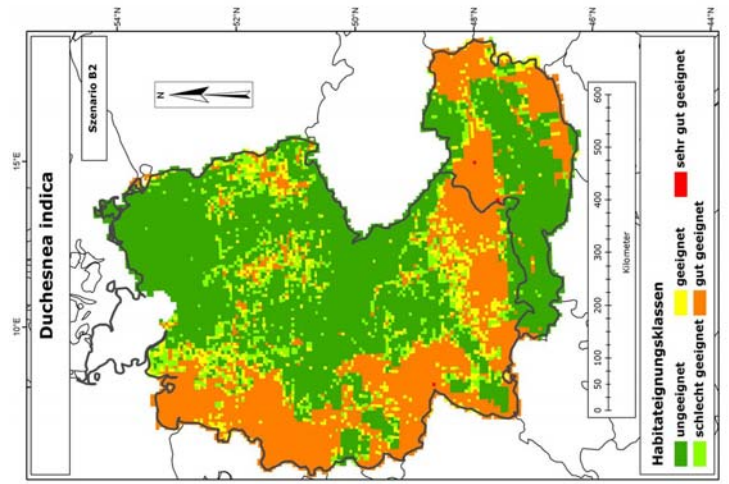 Duchesnea indica
Szenario B2
10°E
15°E
54°N
52°N
50°N
48°N
46°N
44°N
N
0 50 100 200 300 400 500 600
Kilometer
Habitateignungsklassen
ungeeignet
schlecht geeignet
geeignet
gut geeignet
sehr gut geeignet